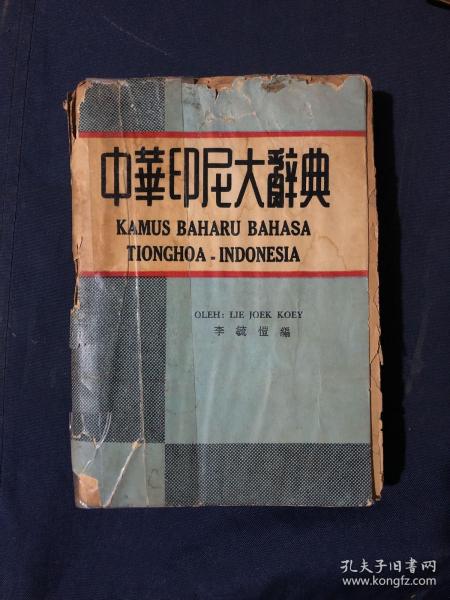 中華印尼大辭典
KAMUS BAHARU BAHASA
TIONGHOA - INDONESIA
OLEH: LIE JOEK KOEY
李毓愷編
孔夫子旧书网
www.kongfz.com